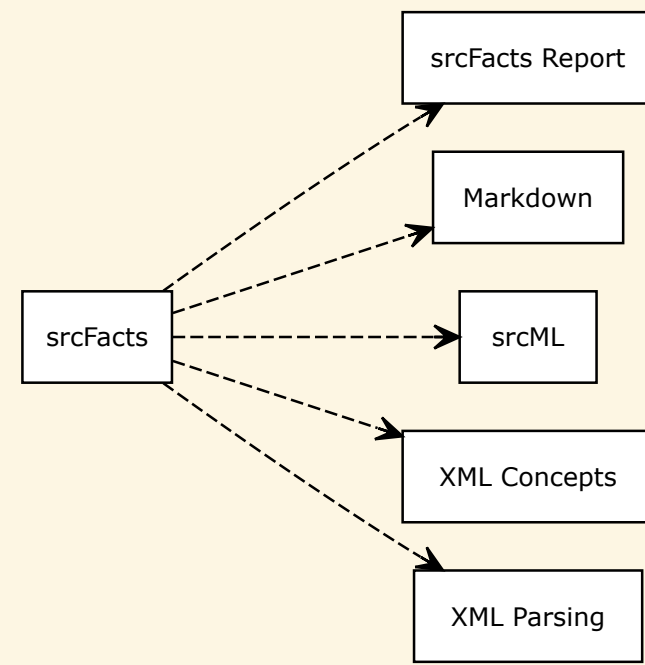 srcFacts Report
Markdown
srcFacts
srcML
XML Concepts
XML Parsing